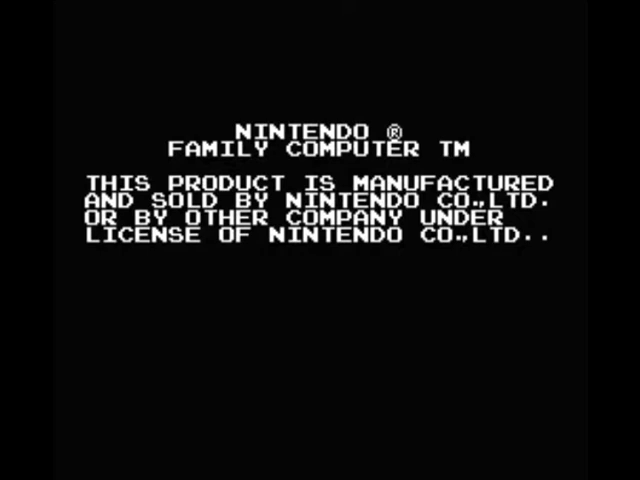 NINTENDO ®
FAMILY COMPUTER TM
THIS PRODUCT IS MANUFACTURED
AND SOLD BY NINTENDO CO.,LTD.
OR BY OTHER COMPANY UNDER
LICENSE OF NINTENDO CO.,LTD..